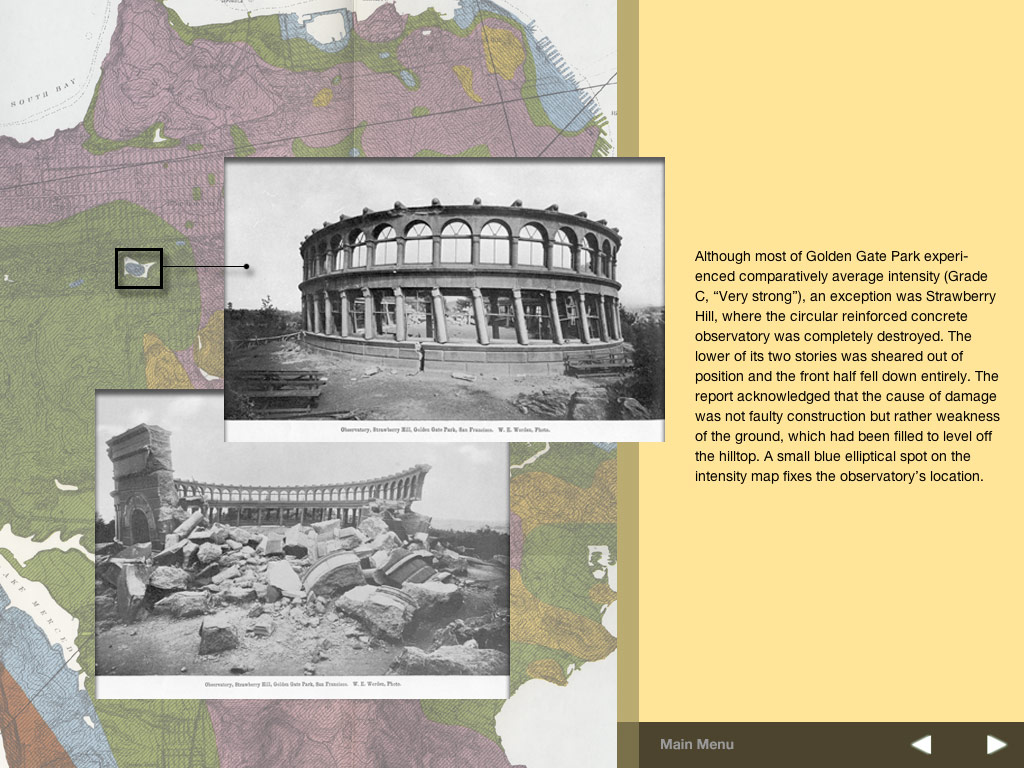 SOUTH BAY
Although most of Golden Gate Park experi-
enced comparatively average intensity (Grade
C, “Very strong”), an exception was Strawberry
Hill, where the circular reinforced concrete
observatory was completely destroyed. The
lower of its two stories was sheared out of
position and the front half fell down entirely. The
report acknowledged that the cause of damage
was not faulty construction but rather weakness
of the ground, which had been filled to level off
the hilltop. A small blue elliptical spot on the
intensity map fixes the observatory’s location.
Observatory, Strawberry Hill, Golden Gate Park, San Francisco. W. E. Worden, Photo.
AKE MERCED
Observatory, Strawberry Hill, Golden Gate Park, San Francisco. W. E. Worden, Photo.
Main Menu